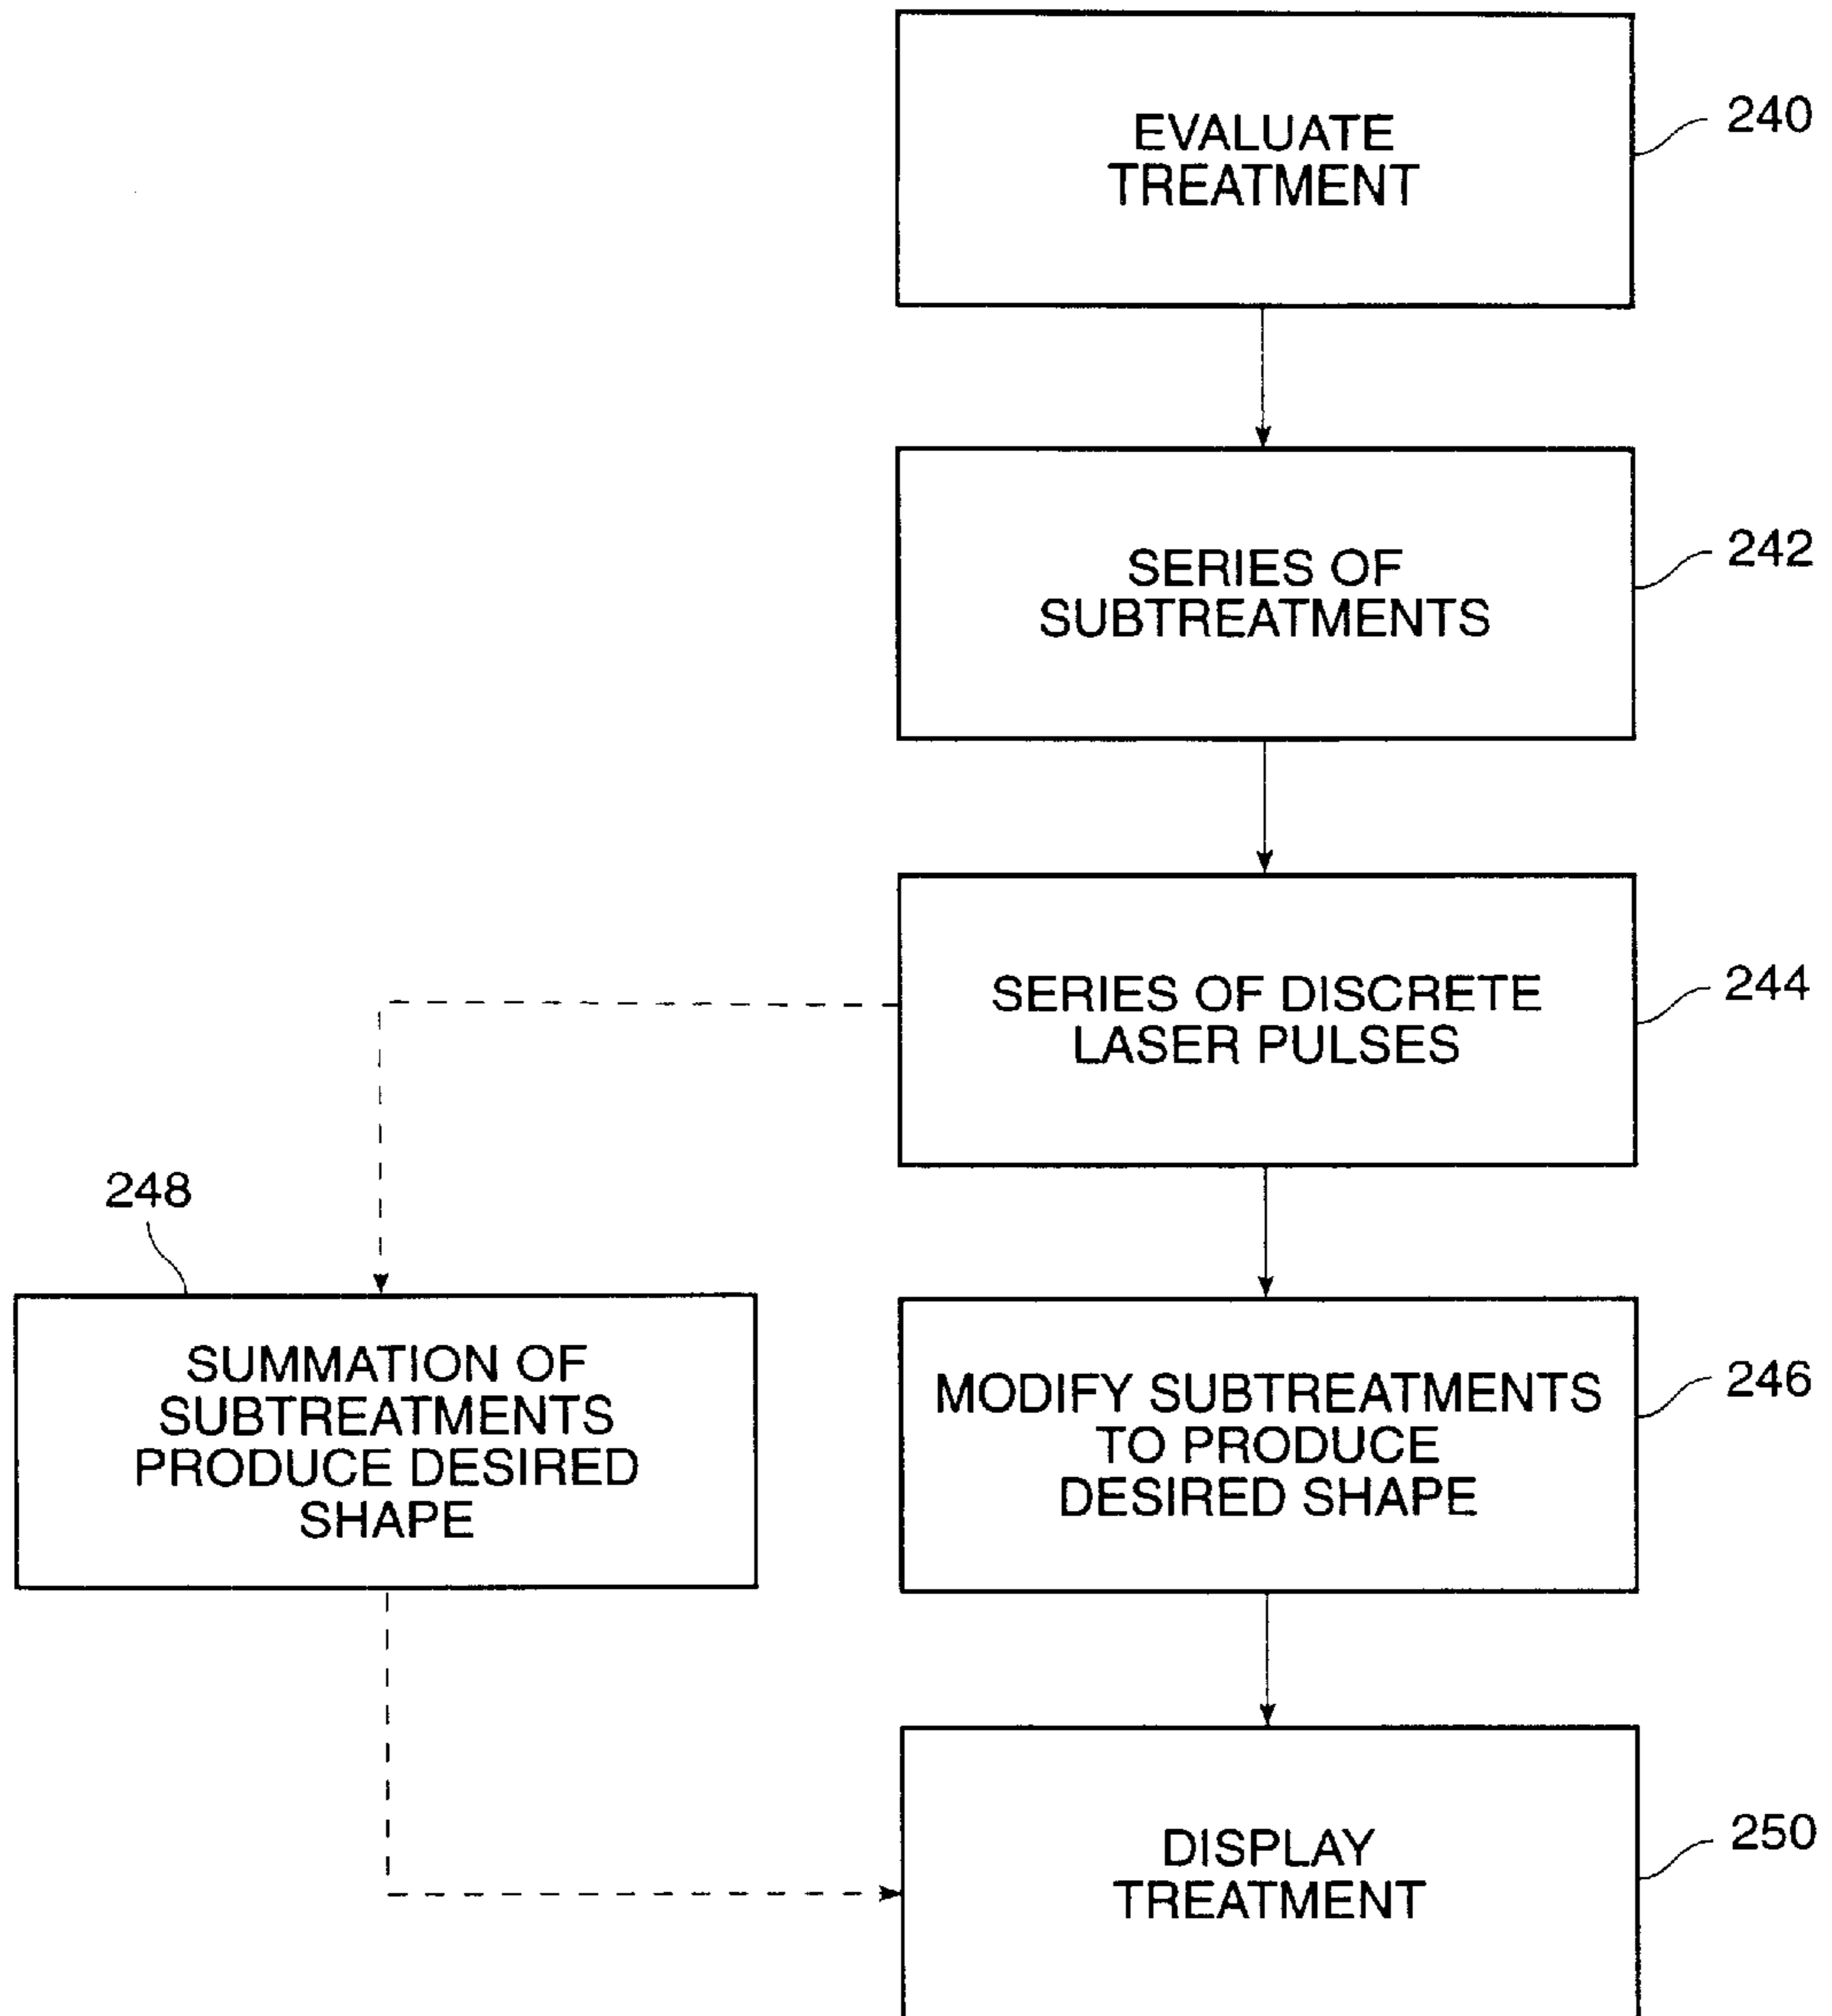 EVALUATE
TREATMENT
240
SERIES OF
SUBTREATMENTS
242
SERIES OF DISCRETE
LASER PULSES
244
248
SUMMATION OF
SUBTREATMENTS
PRODUCE DESIRED
SHAPE
MODIFY SUBTREATMENTS
TO PRODUCE
DESIRED SHAPE
246
DISPLAY
TREATMENT
250